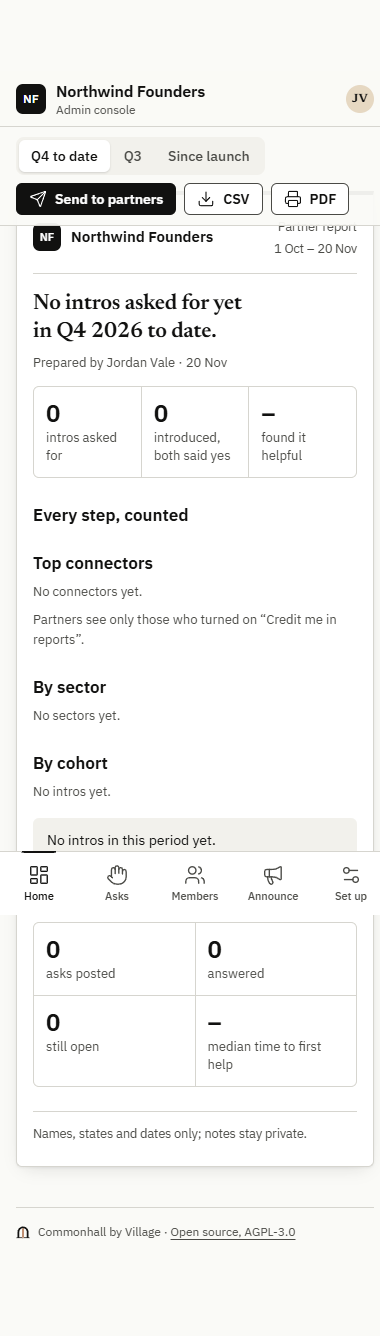 NF
Northwind Founders
Admin console
JV
Q4 to date
Q3
Since launch
Send to partners
CSV
PDF
NF
Northwind Founders
Partner report
1 Oct – 20 Nov
No intros asked for yet
in Q4 2026 to date.
Prepared by Jordan Vale · 20 Nov
0
intros asked
for
0
introduced,
both said yes
–
found it
helpful
Every step, counted
Top connectors
No connectors yet.
Partners see only those who turned on “Credit me in
reports”.
By sector
No sectors yet.
By cohort
No intros yet.
No intros in this period yet.
Home
Asks
Members
Announce
Set up
0
asks posted
0
answered
0
still open
–
median time to first
help
Names, states and dates only; notes stay private.
Commonhall by Village · Open source, AGPL-3.0